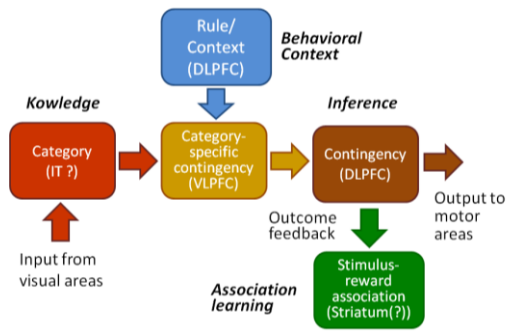 Rule/
Context
(DLPFC)
Behavioral
Context
Kowledge
Inference
Category
(IT ?)
Category-
specific
contingency
(VLPFC)
Contingency
(DLPFC)
Input from
visual areas
Outcome
feedback
Output to
motor
areas
Association
learning
Stimulus-
reward
association
(Striatum(?))